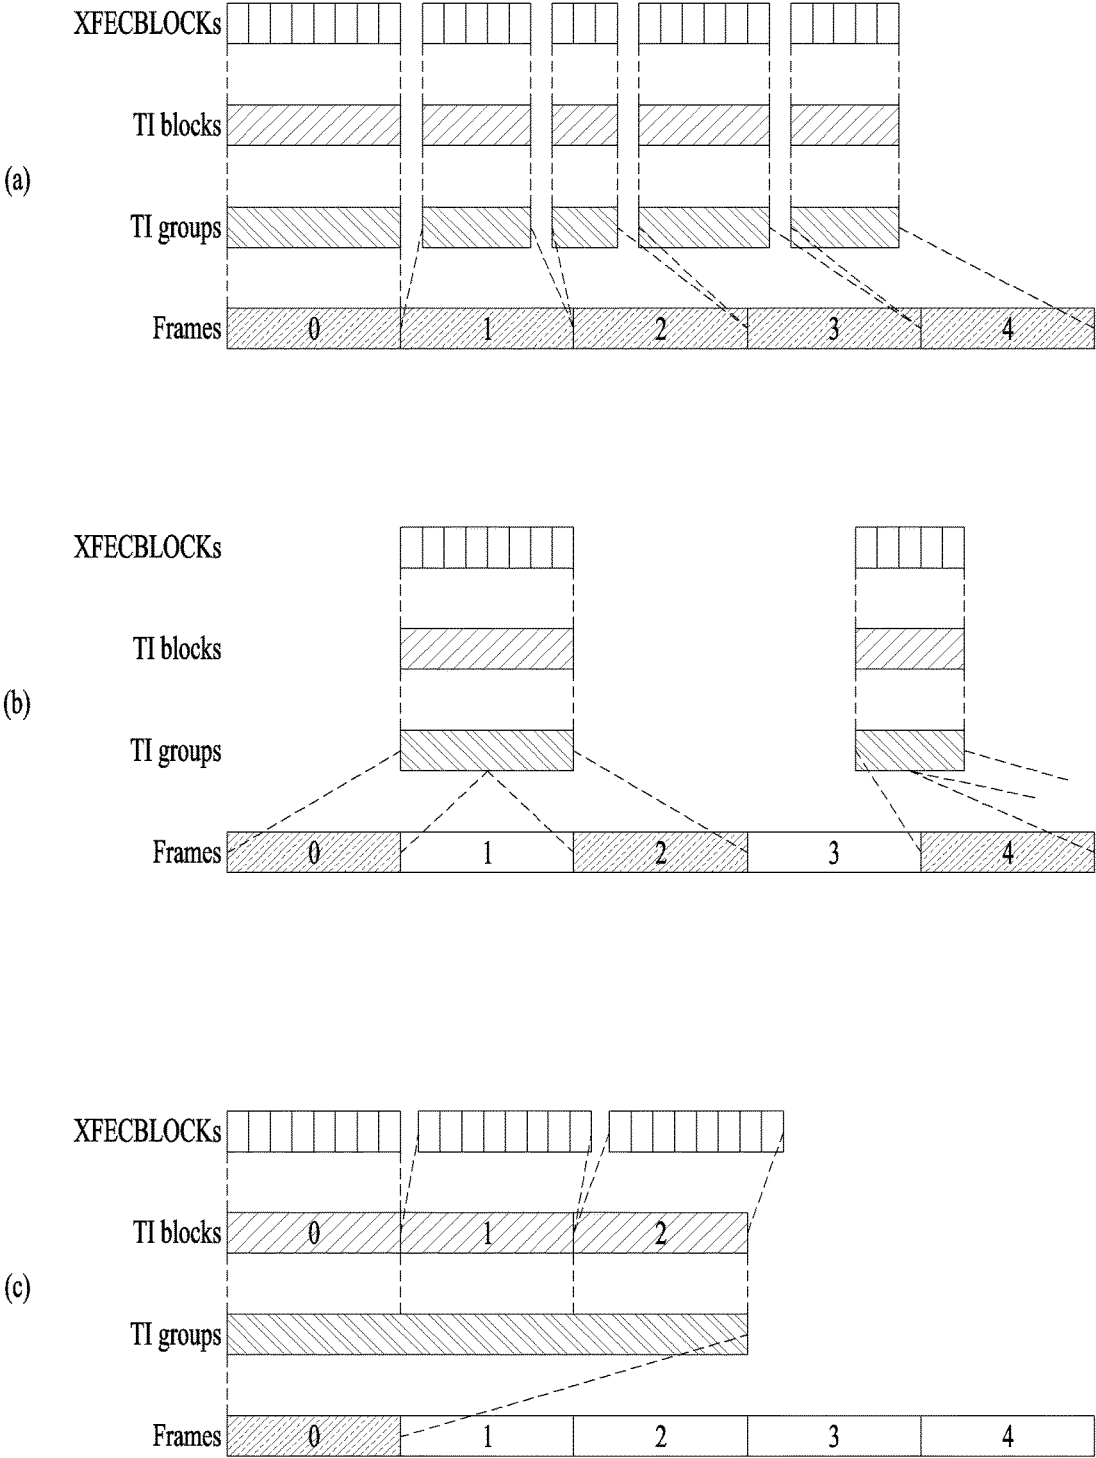 XFECBLOCKs
TI blocks
(a)
TI groups
Frames 0 1 2 3 4
XFECBLOCKs
TI blocks
(b)
TI groups
Frames 0 1 2 3 4
XFECBLOCKs
TI blocks 0 1 2
(c)
TI groups
Frames 0 1 2 3 4